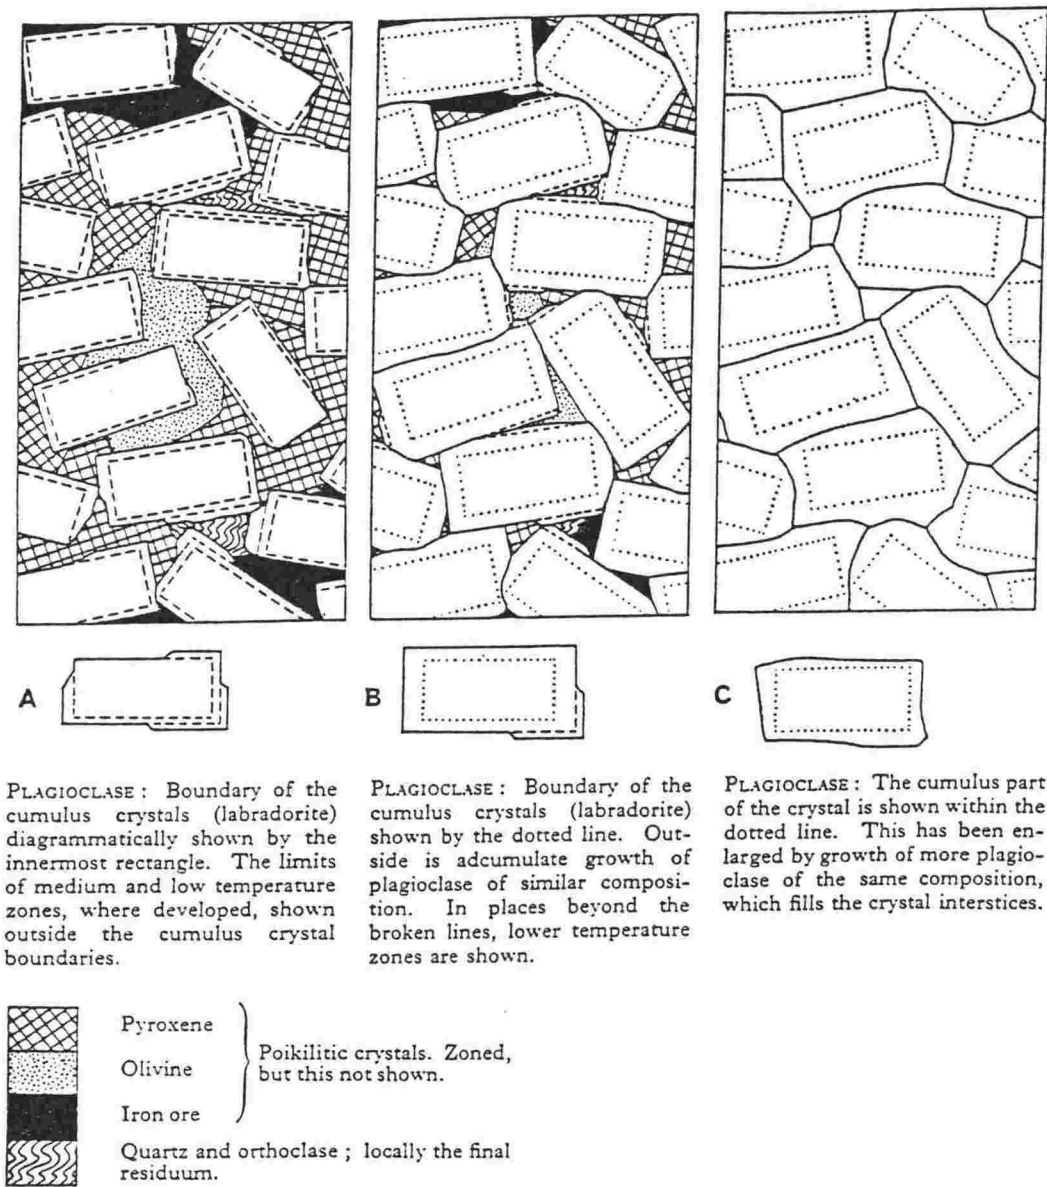 A
B
C
PLAGIOCLASE : Boundary of the
cumulus crystals (labradorite)
diagrammatically shown by the
innermost rectangle. The limits
of medium and low temperature
zones, where developed, shown
outside the cumulus crystal
boundaries.
PLAGIOCLASE : Boundary of the
cumulus crystals (labradorite)
shown by the dotted line. Out-
side is adcumulate growth of
plagioclase of similar composi-
tion. In places beyond the
broken lines, lower temperature
zones are shown.
PLAGIOCLASE : The cumulus part
of the crystal is shown within the
dotted line. This has been en-
larged by growth of more plagio-
clase of the same composition,
which fills the crystal interstices.
Pyroxene
Olivine
Iron ore
Poikilitic crystals. Zoned,
but this not shown.
Quartz and orthoclase ; locally the final
residuum.